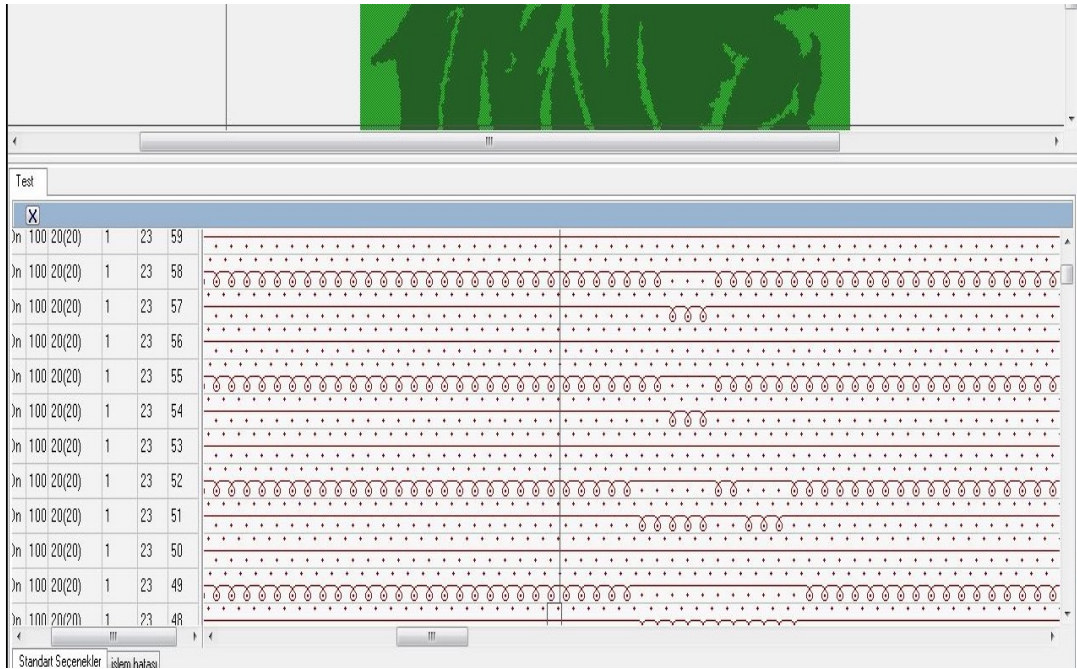 Test
X
n 100 20(20) 1 23 59
n 100 20(20) 1 23 58
n 100 20(20) 1 23 57
n 100 20(20) 1 23 56
n 100 20(20) 1 23 55
n 100 20(20) 1 23 54
n 100 20(20) 1 23 53
n 100 20(20) 1 23 52
n 100 20(20) 1 23 51
n 100 20(20) 1 23 50
n 100 20(20) 1 23 49
n 100 20(20) 1 23 48
Standart Seçenekler işlem hatası